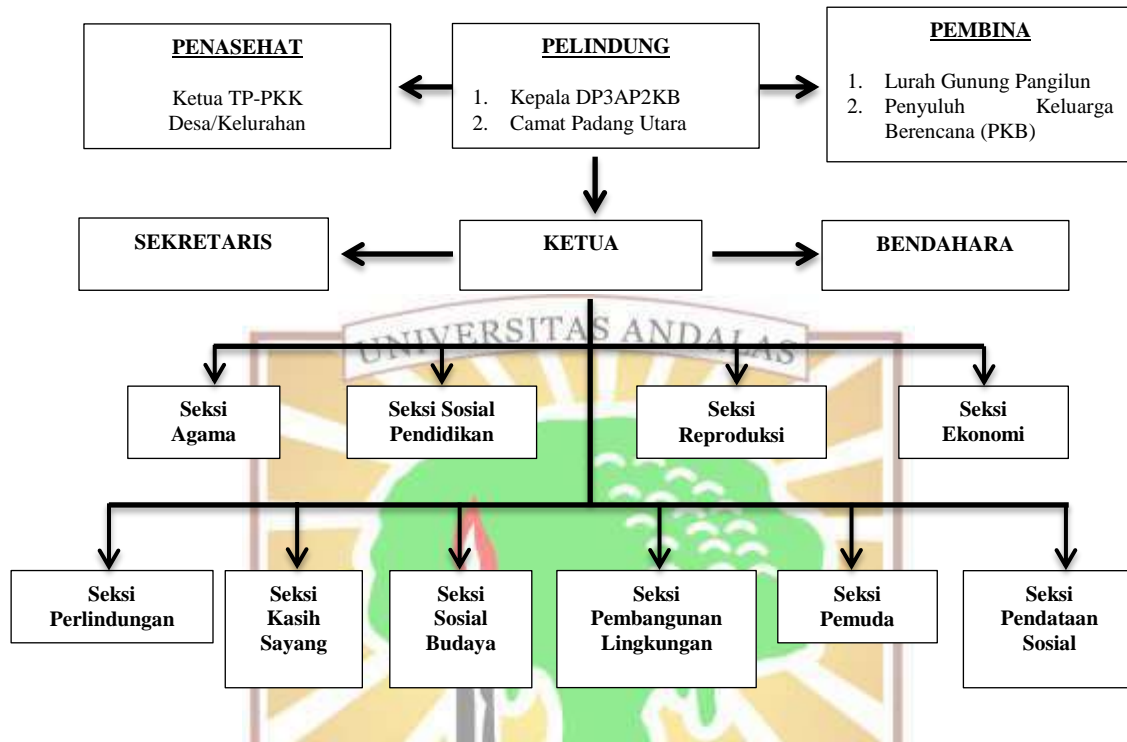 PENASEHAT
Ketua TP-PKK
Desa/Kelurahan
PELINDUNG
1. Kepala DP3AP2KB
2. Camat Padang Utara
PEMBINA
1. Lurah Gunung Pangilun
2. Penyuluh Keluarga
Berencana (PKB)
SEKRETARIS
KETUA
BENDAHARA
UNIVERSITAS ANDALAS
Seksi
Agama
Seksi Sosial
Pendidikan
Seksi
Reproduksi
Seksi
Ekonomi
Seksi
Perlindungan
Seksi
Kasih
Sayang
Seksi
Sosial
Budaya
Seksi
Pembangunan
Lingkungan
Seksi
Pemuda
Seksi
Pendataan
Sosial